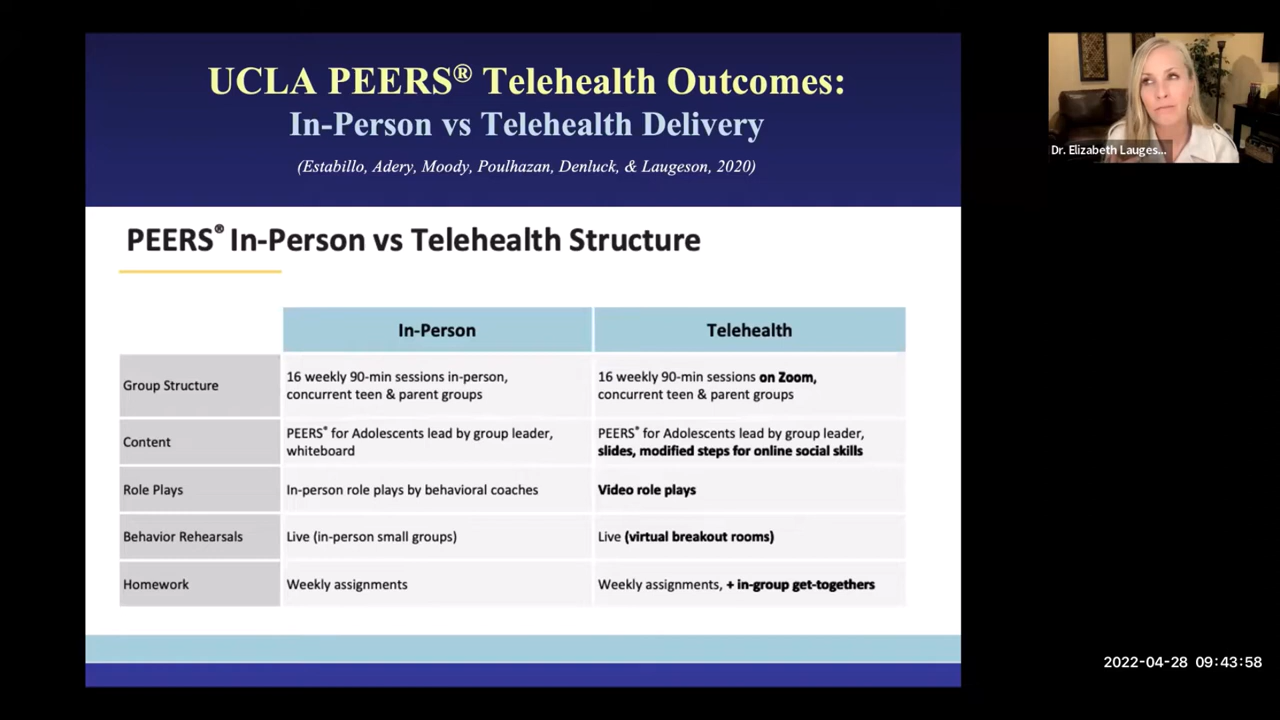 UCLA PEERS® Telehealth Outcomes:
In-Person vs Telehealth Delivery
(Estabillo, Adery, Moody, Poulhazan, Denluck, & Laugeson, 2020)
Dr. Elizabeth Lauges...
PEERS® In-Person vs Telehealth Structure
In-Person
Telehealth
Group Structure
16 weekly 90-min sessions in-person,
concurrent teen & parent groups
16 weekly 90-min sessions on Zoom,
concurrent teen & parent groups
Content
PEERS® for Adolescents lead by group leader,
whiteboard
PEERS® for Adolescents lead by group leader,
slides, modified steps for online social skills
Role Plays
In-person role plays by behavioral coaches
Video role plays
Behavior Rehearsals
Live (in-person small groups)
Live (virtual breakout rooms)
Homework
Weekly assignments
Weekly assignments, + in-group get-togethers
2022-04-28 09:43:58